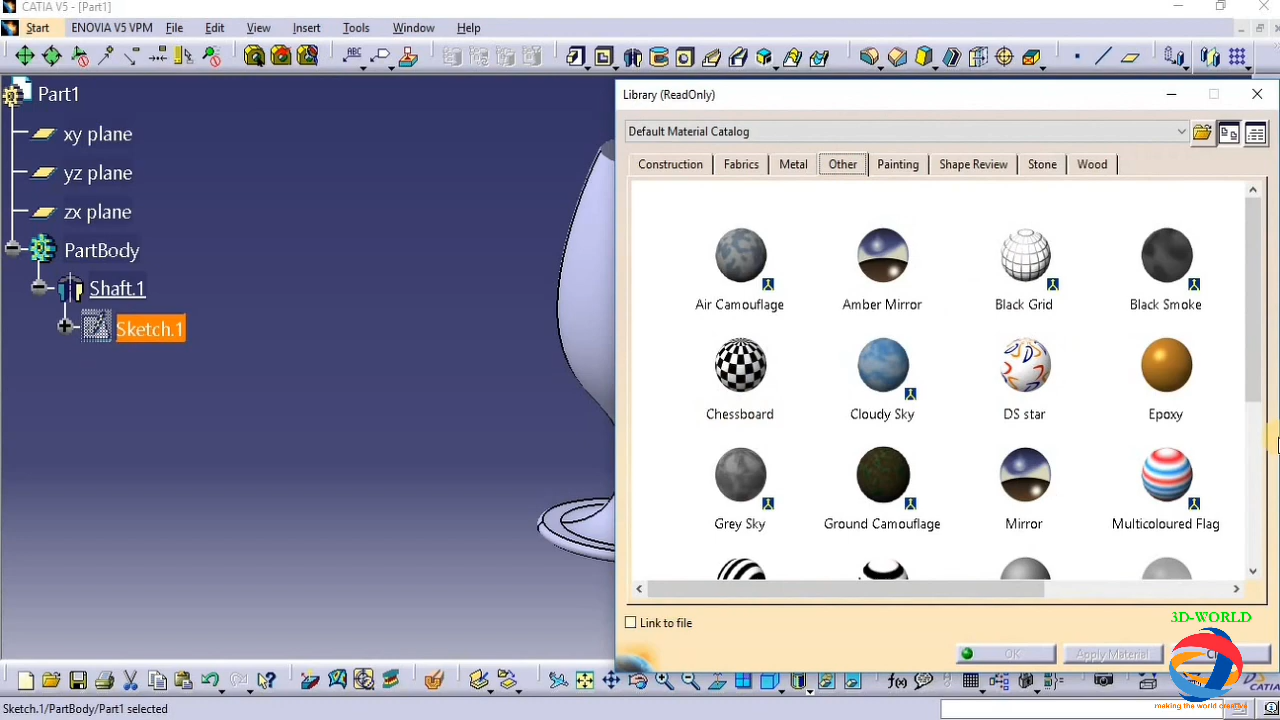 CATIA V5 - [Part1]
Start ENOVIA V5 VPM File Edit View Insert Tools Window Help
Part1
xy plane
yz plane
zx plane
PartBody
Shaft.1
Sketch.1
Library (ReadOnly)
Default Material Catalog
Construction Fabrics Metal Other Painting Shape Review Stone Wood
Air Camouflage Amber Mirror Black Grid Black Smoke
Chessboard Cloudy Sky DS star Epoxy
Grey Sky Ground Camouflage Mirror Multicoloured Flag
Link to file
3D-WORLD
OK Apply Material
making the world creative
CATIA
Sketch.1/PartBody/Part1 selected